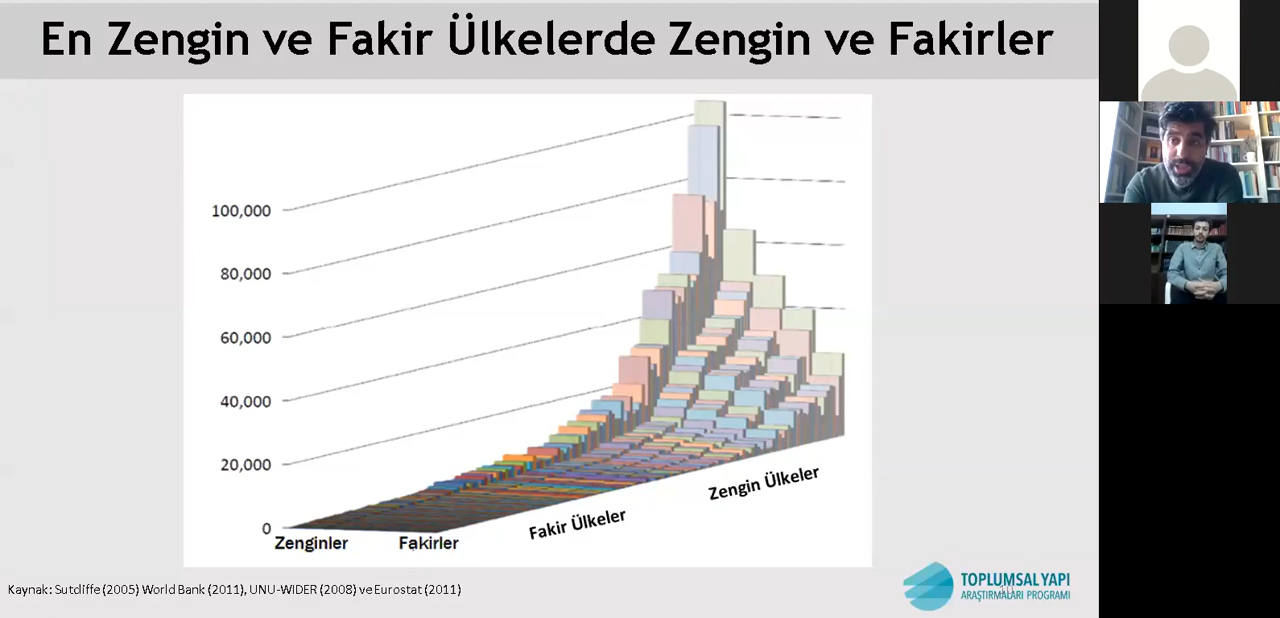 En Zengin ve Fakir Ülkelerde Zengin ve Fakirler
100,000
80,000
60,000
40,000
20,000
0
Zenginler
Fakirler
Fakir Ülkeler
Zengin Ülkeler
Kaynak: Sutcliffe (2005) World Bank (2011), UNU-WIDER (2008) ve Eurostat (2011)
TOPLUMSAL YAPI
ARAŞTIRMALARI PROGRAMI